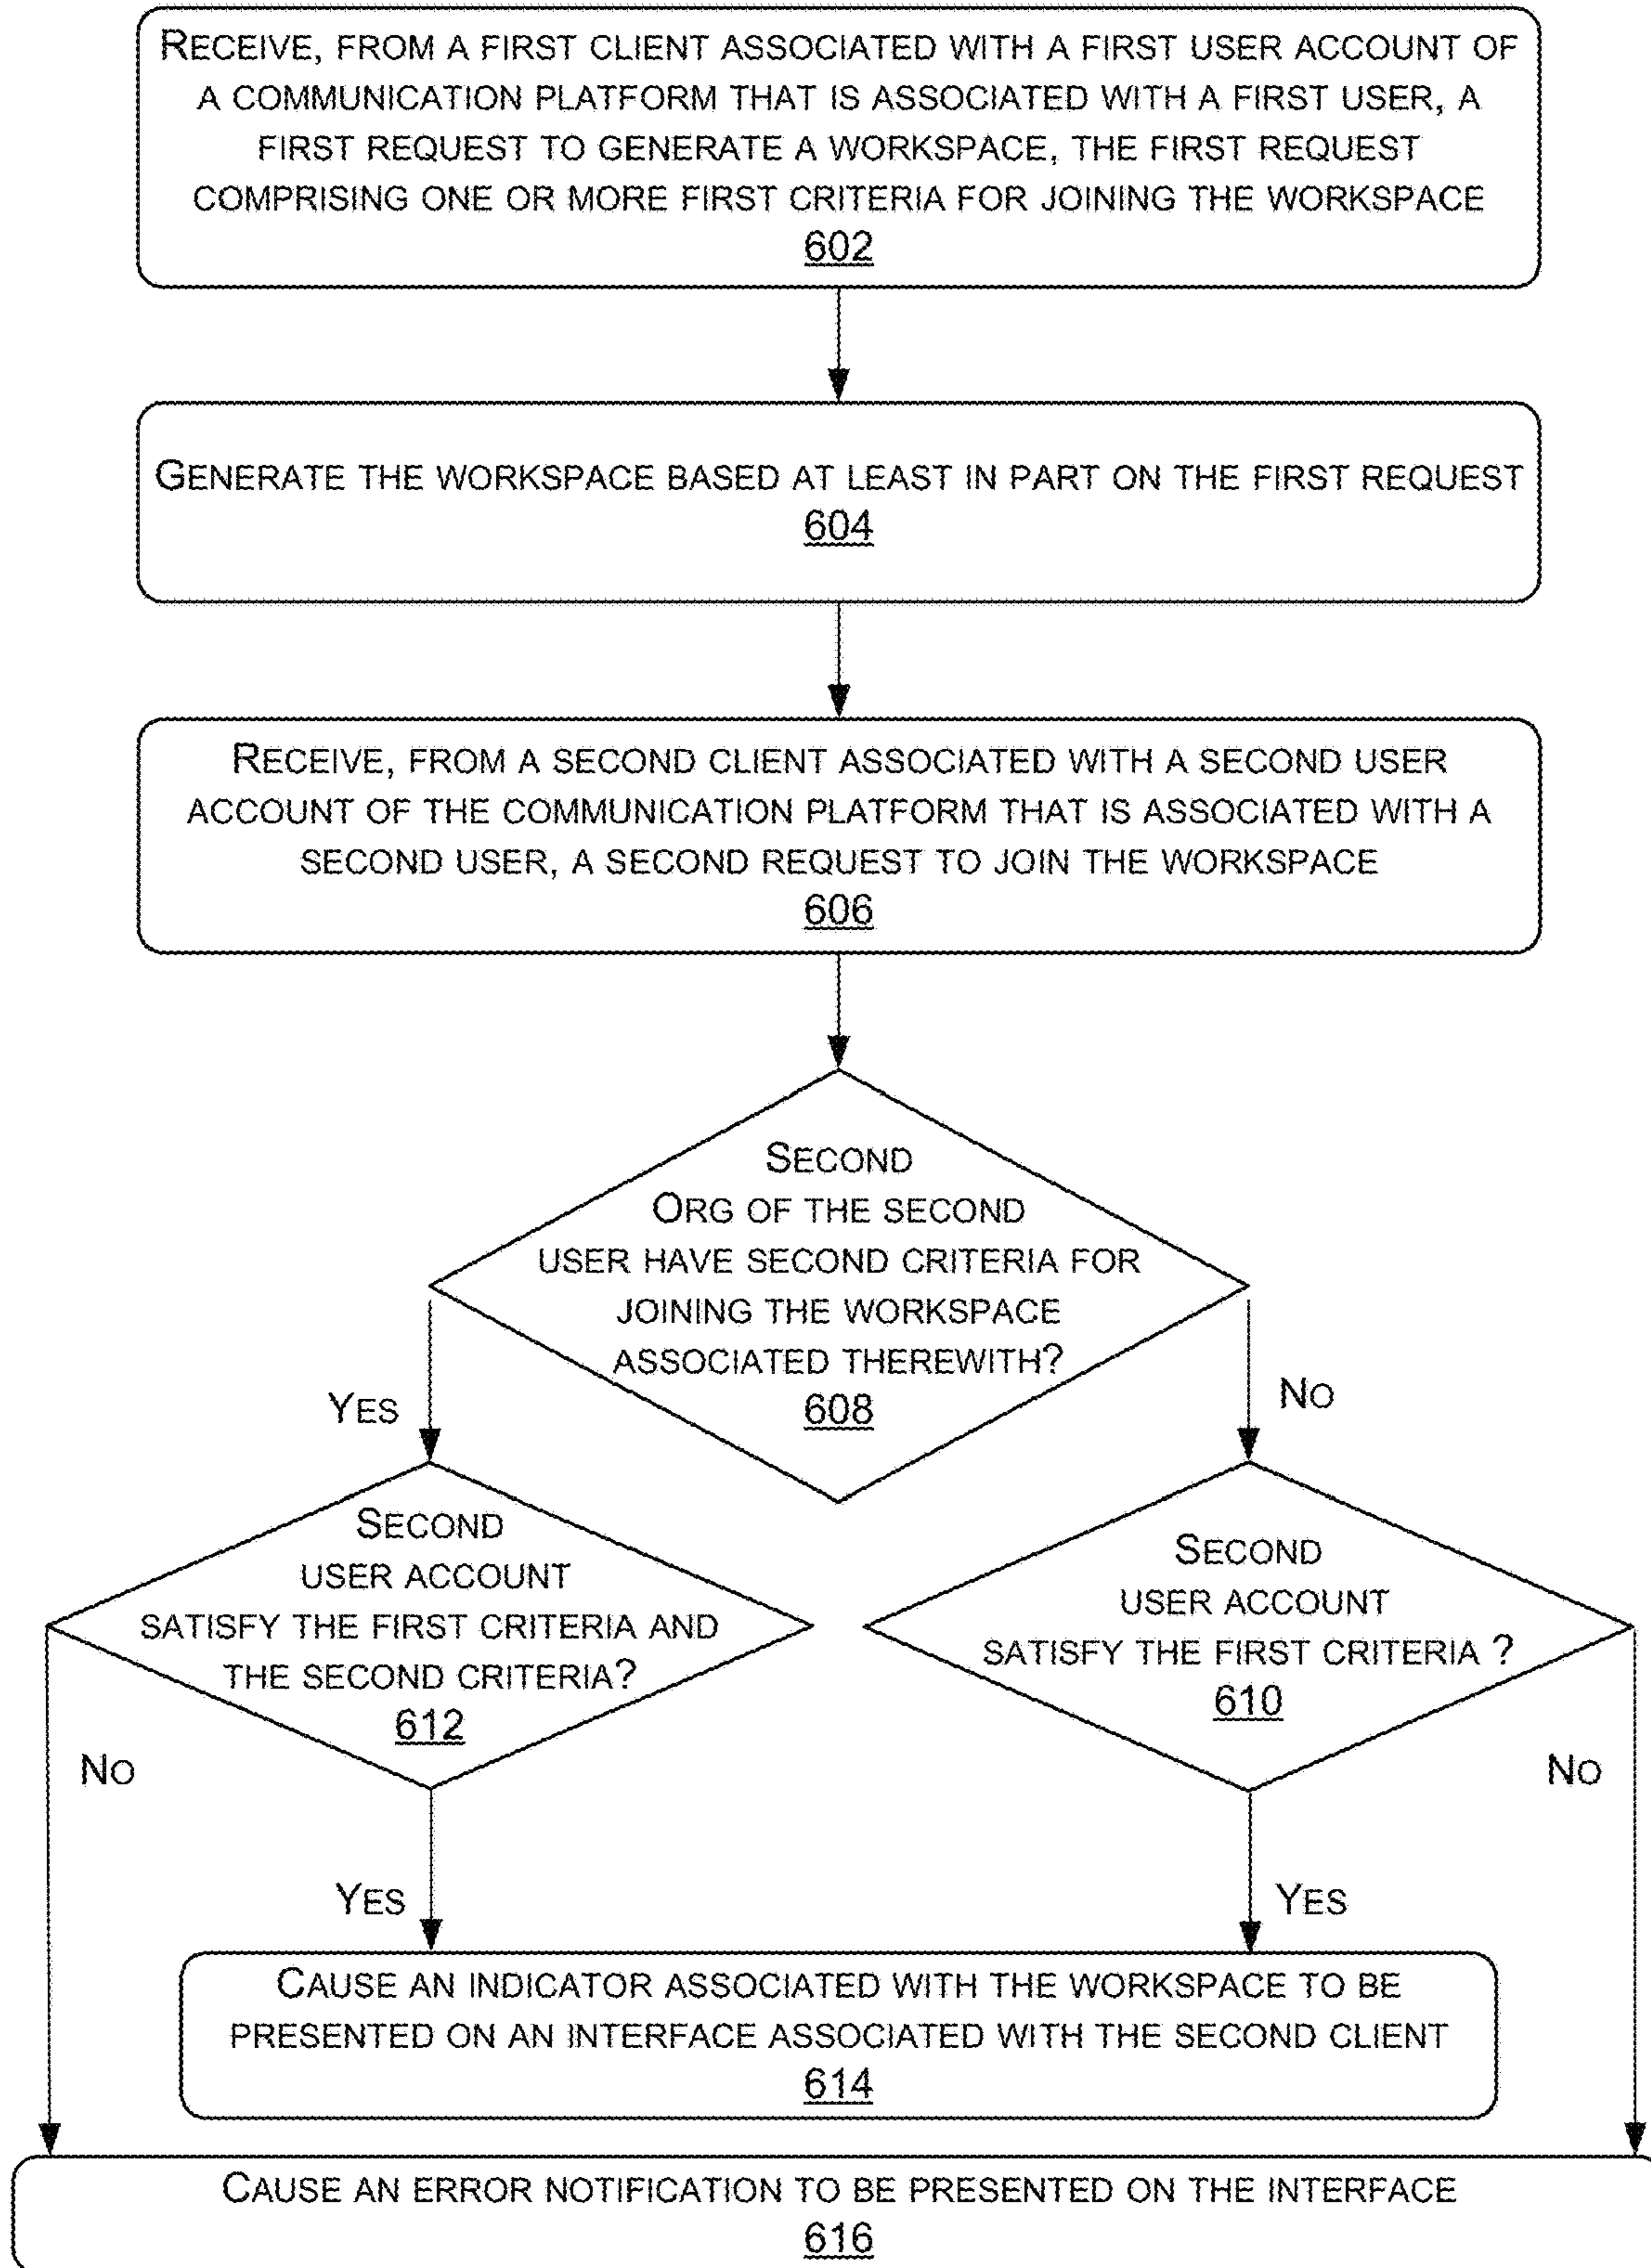 RECEIVE, FROM A FIRST CLIENT ASSOCIATED WITH A FIRST USER ACCOUNT OF
A COMMUNICATION PLATFORM THAT IS ASSOCIATED WITH A FIRST USER, A
FIRST REQUEST TO GENERATE A WORKSPACE, THE FIRST REQUEST
COMPRISING ONE OR MORE FIRST CRITERIA FOR JOINING THE WORKSPACE
602
GENERATE THE WORKSPACE BASED AT LEAST IN PART ON THE FIRST REQUEST
604
RECEIVE, FROM A SECOND CLIENT ASSOCIATED WITH A SECOND USER
ACCOUNT OF THE COMMUNICATION PLATFORM THAT IS ASSOCIATED WITH A
SECOND USER, A SECOND REQUEST TO JOIN THE WORKSPACE
606
SECOND
ORG OF THE SECOND
USER HAVE SECOND CRITERIA FOR
JOINING THE WORKSPACE
ASSOCIATED THEREWITH?
608
YES
NO
SECOND
USER ACCOUNT
SATISFY THE FIRST CRITERIA AND
THE SECOND CRITERIA?
612
SECOND
USER ACCOUNT
SATISFY THE FIRST CRITERIA ?
610
NO
NO
YES
YES
CAUSE AN INDICATOR ASSOCIATED WITH THE WORKSPACE TO BE
PRESENTED ON AN INTERFACE ASSOCIATED WITH THE SECOND CLIENT
614
CAUSE AN ERROR NOTIFICATION TO BE PRESENTED ON THE INTERFACE
616